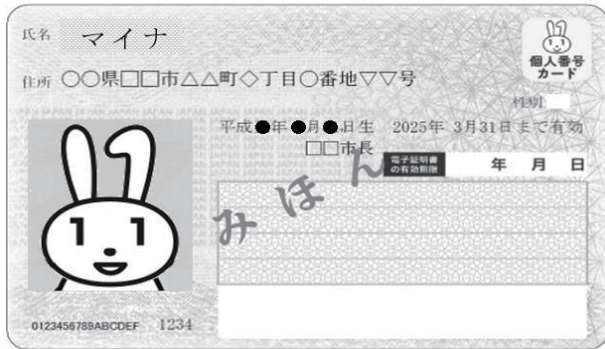 氏名 マイナ
個人番号
カード
住所 ○○県□□市△△町◇丁目○番地▽▽号
性別
平成●年●月●日生 2025年 3月31日まで有効
□□市長
電子証明書
の有効期限
年 月 日
みほん
0123456789ABCDEF 1234